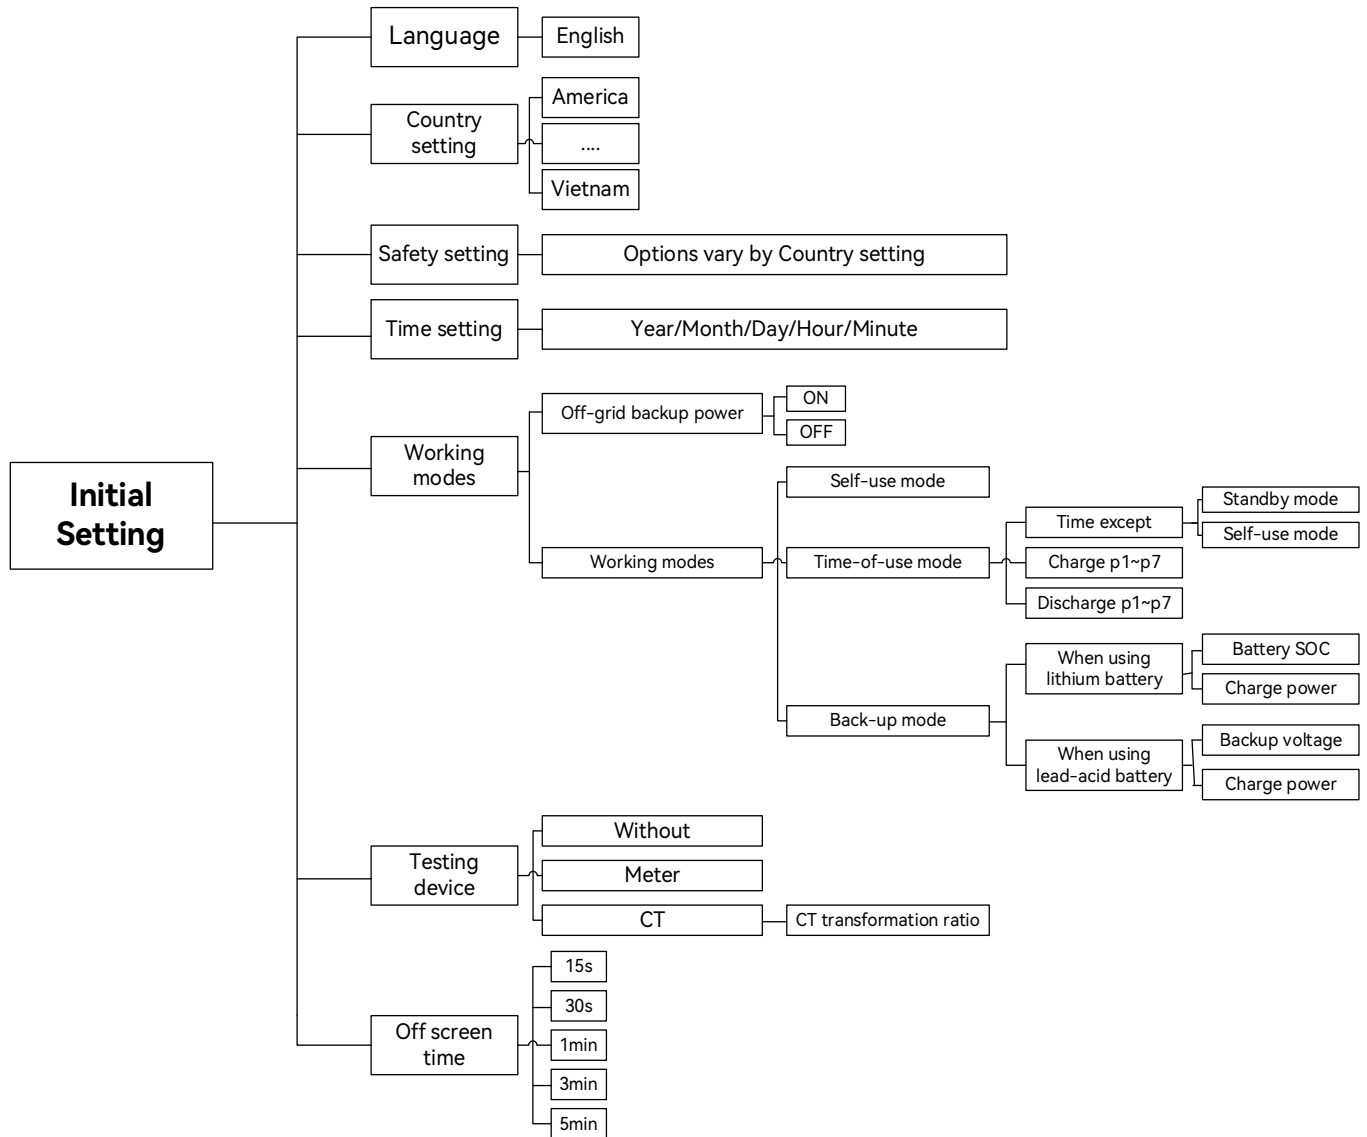 Language
English
America
Country
setting
....
Vietnam
Safety setting
Options vary by Country setting
Time setting
Year/Month/Day/Hour/Minute
Initial
Setting
Working
modes
Off-grid backup power
ON
OFF
Working modes
Self-use mode
Time-of-use mode
Time except
Standby mode
Self-use mode
Charge p1~p7
Discharge p1~p7
Back-up mode
When using
lithium battery
Battery SOC
Charge power
When using
lead-acid battery
Backup voltage
Charge power
Testing
device
Without
Meter
CT
CT transformation ratio
Off screen
time
15s
30s
1min
3min
5min